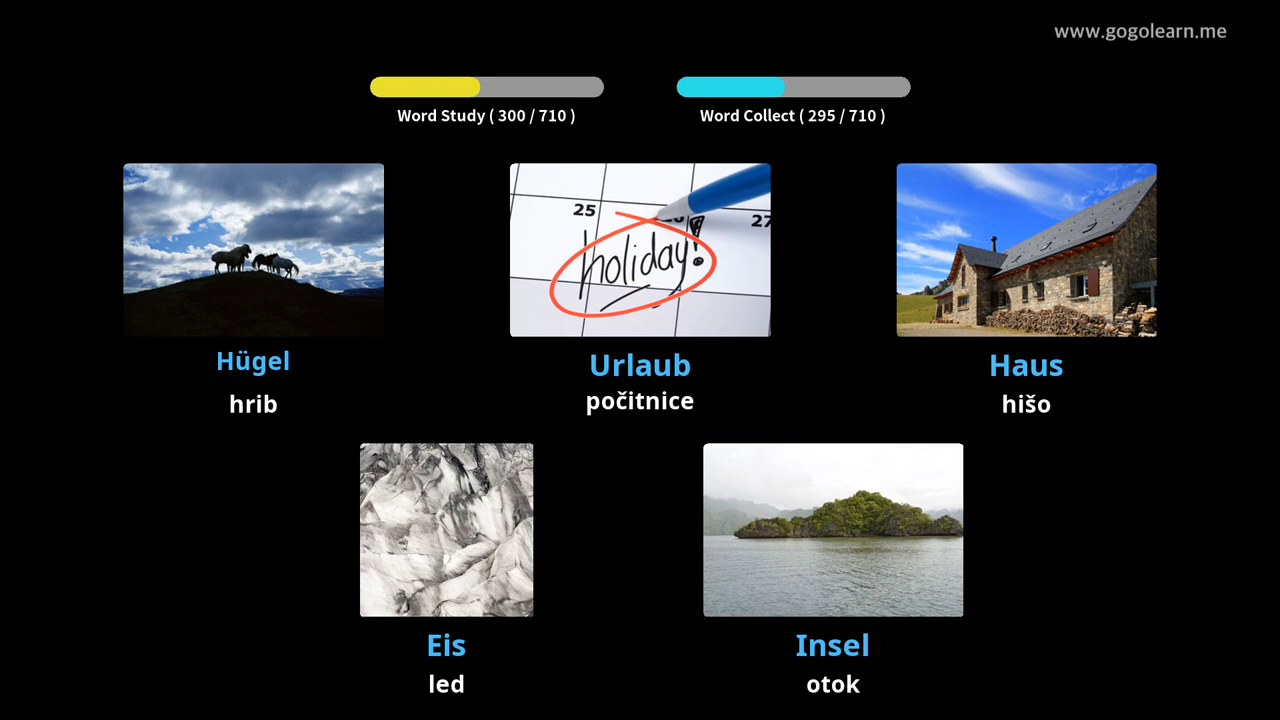 www.gogolearn.me
Word Study ( 300 / 710 )
Word Collect ( 295 / 710 )
25
27
holiday!
Hügel
Urlaub
Haus
hrib
počitnice
hišo
Eis
Insel
led
otok